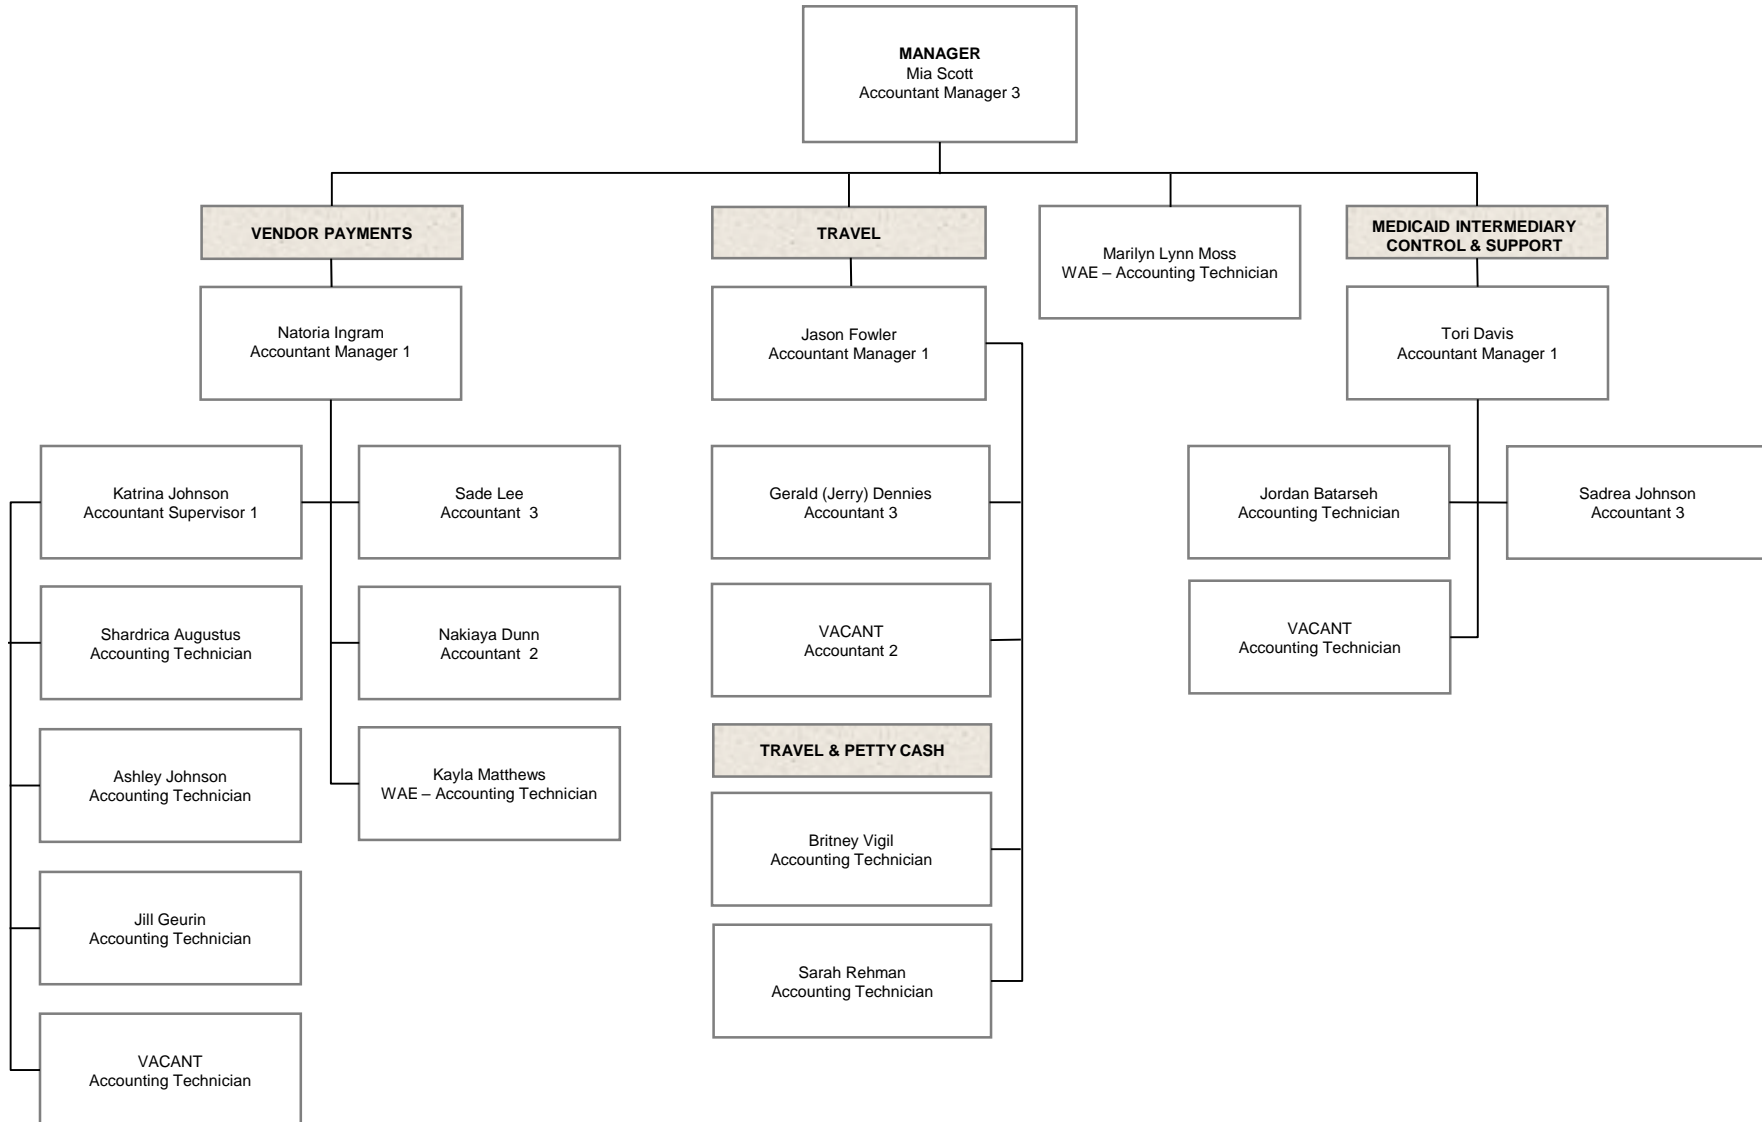 MANAGER
Mia Scott
Accountant Manager 3
VENDOR PAYMENTS
Natoria Ingram
Accountant Manager 1
Katrina Johnson
Accountant Supervisor 1
Shardrica Augustus
Accounting Technician
Ashley Johnson
Accounting Technician
Jill Geurin
Accounting Technician
VACANT
Accounting Technician
Sade Lee
Accountant  3
Nakiaya Dunn
Accountant  2
Kayla Matthews
WAE – Accounting Technician
TRAVEL
Jason Fowler
Accountant Manager 1
Gerald (Jerry) Dennies
Accountant 3
VACANT
Accountant 2
TRAVEL & PETTY CASH
Britney Vigil
Accounting Technician
Sarah Rehman
Accounting Technician
Marilyn Lynn Moss
WAE – Accounting Technician
MEDICAID INTERMEDIARY
CONTROL & SUPPORT
Tori Davis
Accountant Manager 1
Jordan Batarseh
Accounting Technician
VACANT
Accounting Technician
Sadrea Johnson
Accountant 3